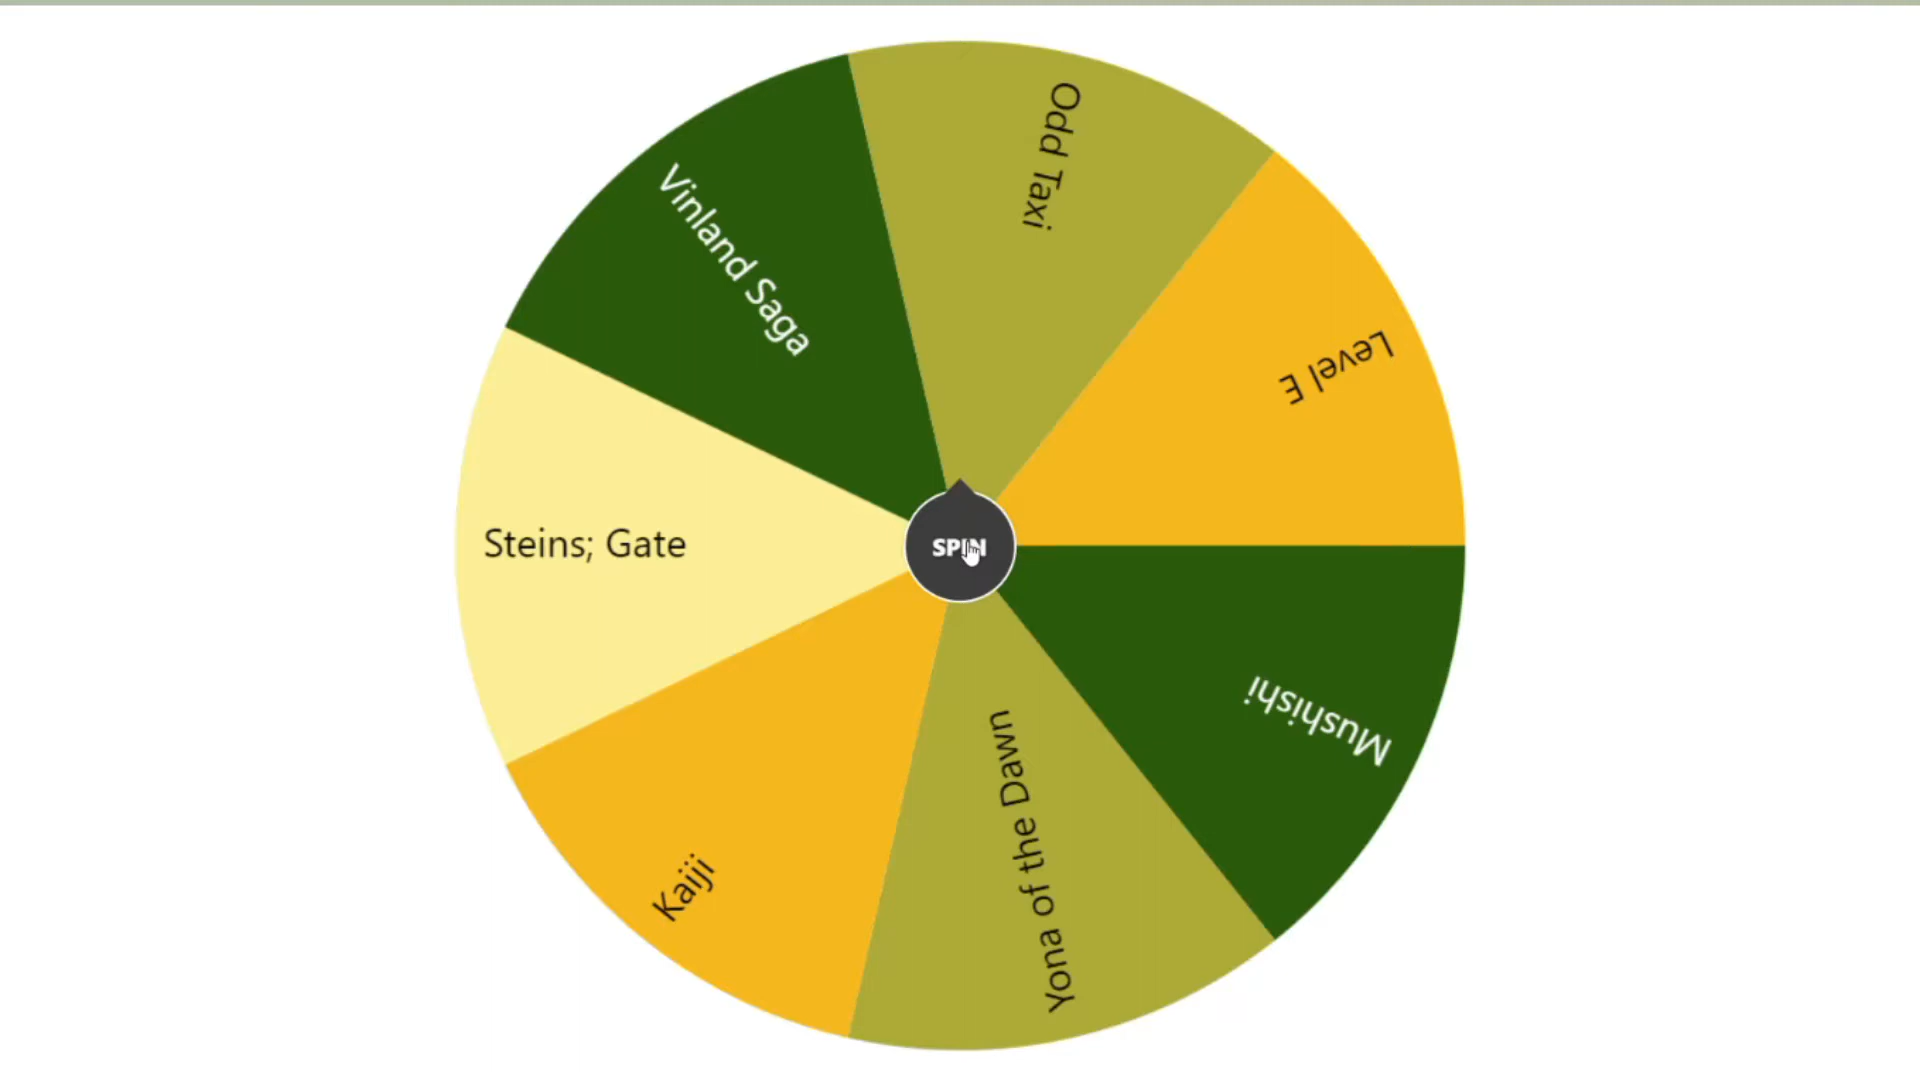 Odd Taxi
Level E
Mushishi
Yona of the Dawn
Kaiji
Steins; Gate
Vinland Saga
SPIN